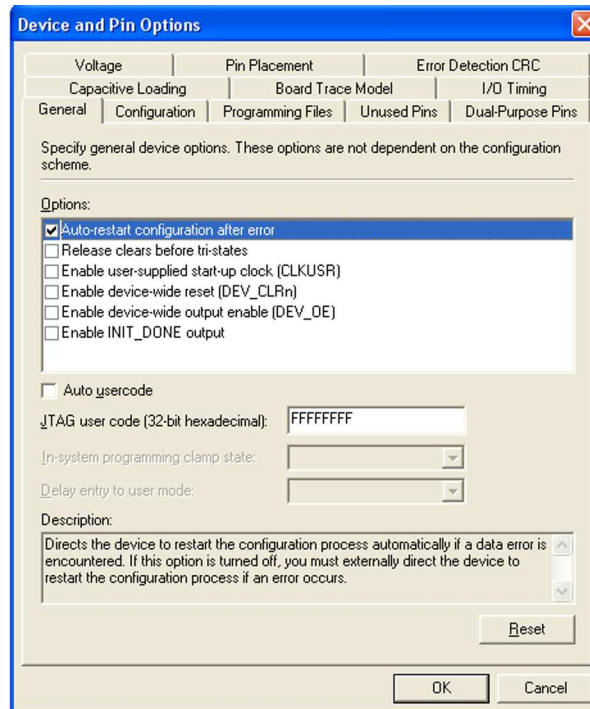 Device and Pin Options
Voltage Pin Placement Error Detection CRC
Capacitive Loading Board Trace Model I/O Timing
General Configuration Programming Files Unused Pins Dual-Purpose Pins
Specify general device options. These options are not dependent on the configuration
scheme.
Options:
Auto-restart configuration after error
Release clears before tri-states
Enable user-supplied start-up clock (CLKUSR)
Enable device-wide reset (DEV_CLRn)
Enable device-wide output enable (DEV_OE)
Enable INIT_DONE output
Auto usercode
JTAG user code (32-bit hexadecimal): FFFFFFFF
In-system programming clamp state:
Delay entry to user mode:
Description:
Directs the device to restart the configuration process automatically if a data error is
encountered. If this option is turned off, you must externally direct the device to
restart the configuration process if an error occurs.
Reset
OK Cancel